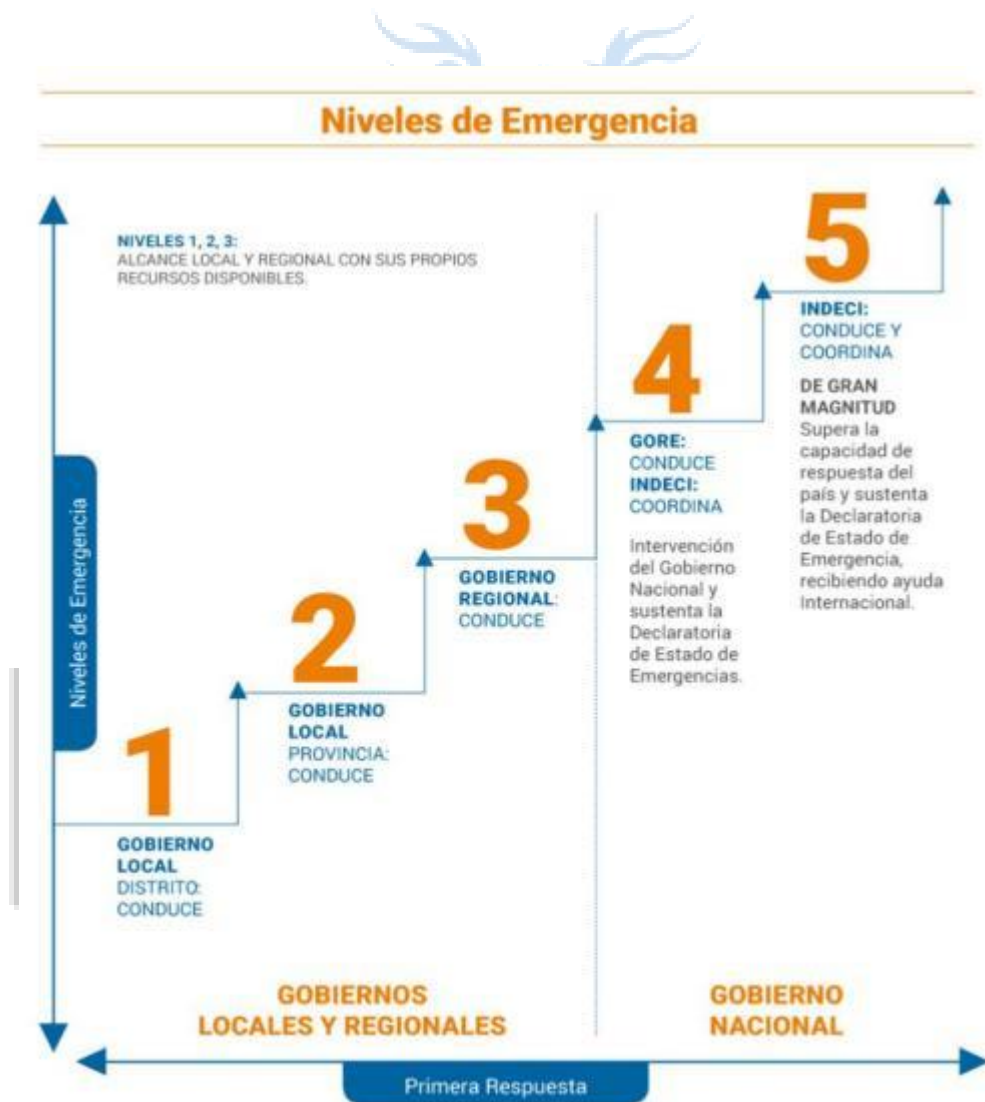 Niveles de Emergencia
NIVELES 1, 2, 3:
ALCANCE LOCAL Y REGIONAL CON SUS PROPIOS
RECURSOS DISPONIBLES.
Niveles de Emergencia
1
GOBIERNO
LOCAL
DISTRITO:
CONDUCE
2
GOBIERNO
LOCAL
PROVINCIA:
CONDUCE
3
GOBIERNO
REGIONAL:
CONDUCE
4
GORE:
CONDUCE
INDECI:
COORDINA
Intervención
del Gobierno
Nacional y
sustenta la
Declaratoria
de Estado de
Emergencias.
5
INDECI:
CONDUCE Y
COORDINA
DE GRAN
MAGNITUD
Supera la
capacidad de
respuesta del
país y sustenta
la Declaratoria
de Estado de
Emergencia,
recibiendo ayuda
Internacional.
GOBIERNOS
LOCALES Y REGIONALES
GOBIERNO
NACIONAL
Primera Respuesta